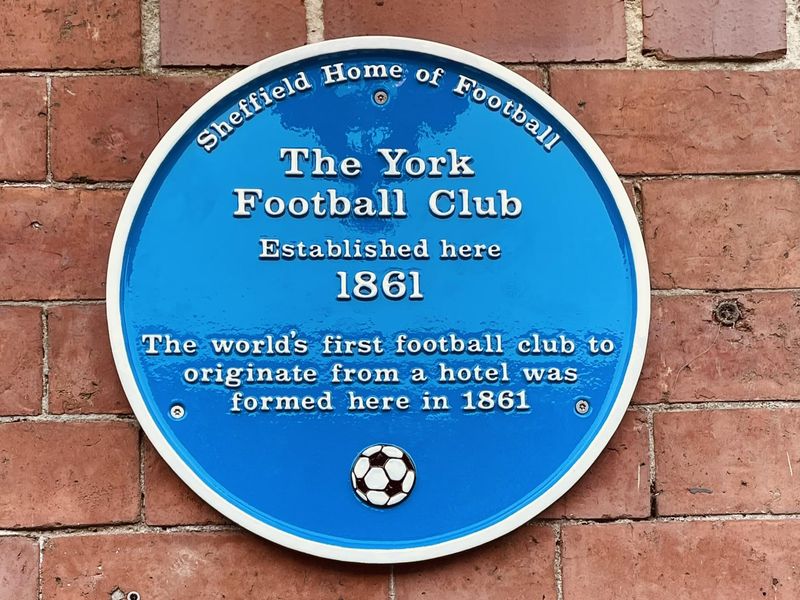 Sheffield Home of Football
The York
Football Club
Established here
1861
The world's first football club to
originate from a hotel was
formed here in 1861